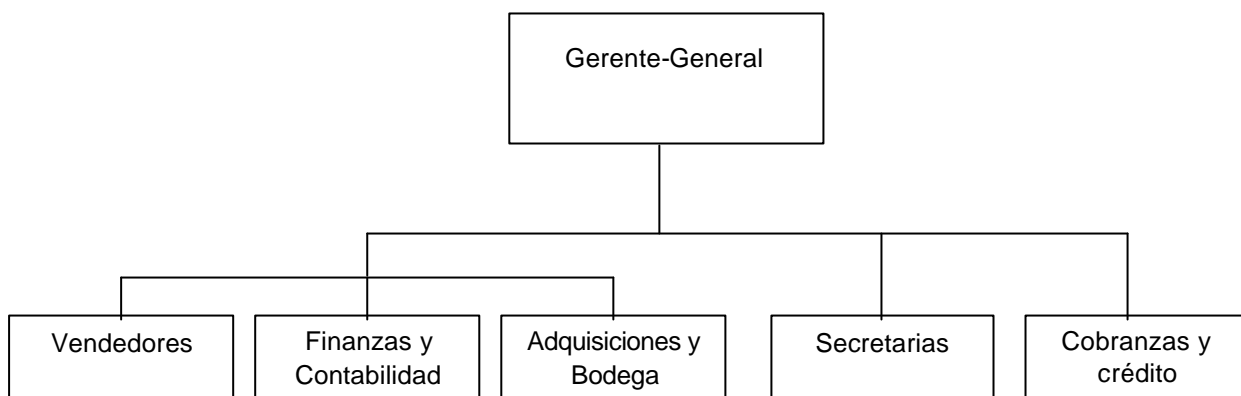 Gerente-General
Vendedores
Finanzas y
Contabilidad
Adquisiciones y
Bodega
Secretarias
Cobranzas y
crédito